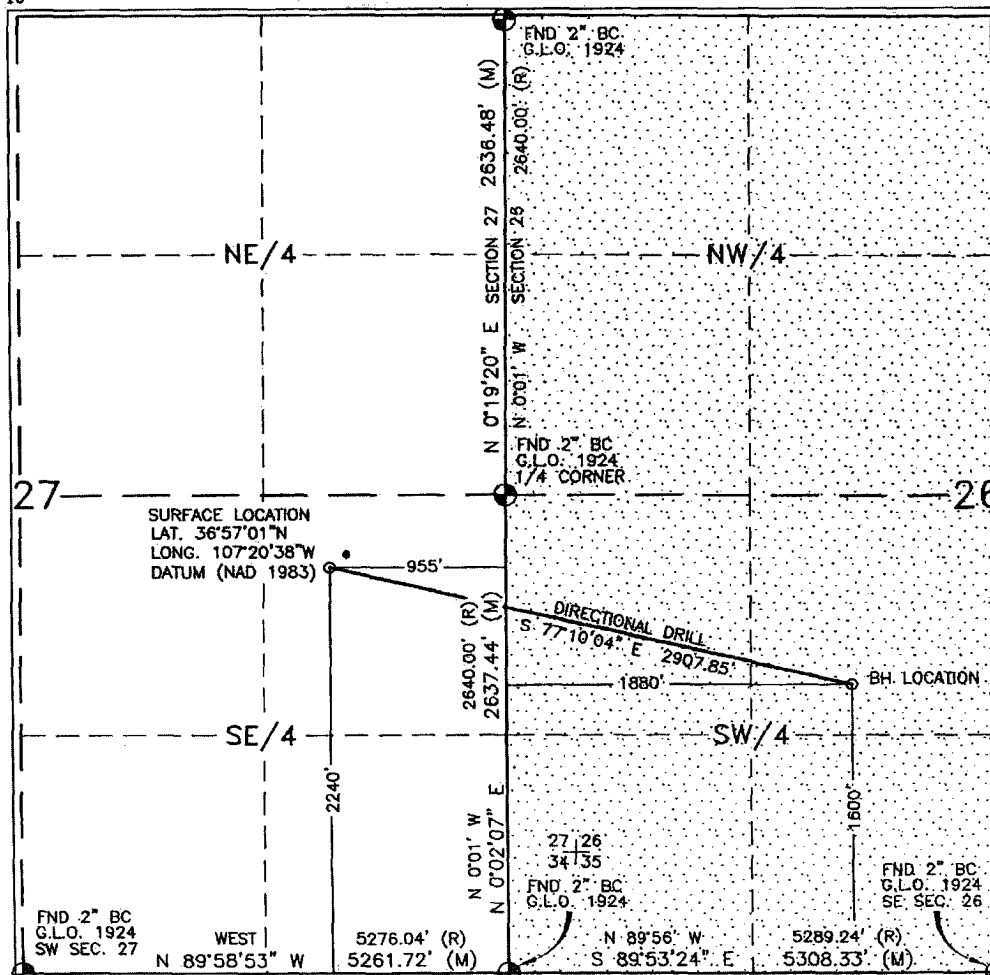 FND 2" BC
G.L.O. 1924
N 0°19'20" E SECTION 27 2636.48' (M)
N 0°01' W SECTION 26 2640.00' (R)
NE/4
NW/4
FND 2" BC
G.L.O. 1924
1/4 CORNER
27
26
SURFACE LOCATION
LAT. 36°57'01"N
LONG. 107°20'38"W
DATUM (NAD 1983)
955'
DIRECTIONAL DRILL
S 77°10'04" E 2907.85'
1880'
BH LOCATION
SE/4
SW/4
2240'
1600'
N 0°01' W 2640.00' (R)
N 0°02'07" E 2637.44' (M)
27 26
34 35
FND 2" BC
G.L.O. 1924
SW SEC. 27
WEST 5276.04' (R)
N 89°58'53" W 5261.72' (M)
FND 2" BC
G.L.O. 1924
N 89°56' W 5289.24' (R)
S 89°53'24" E 5308.33' (M)
FND 2" BC
G.L.O. 1924
SE SEC. 26